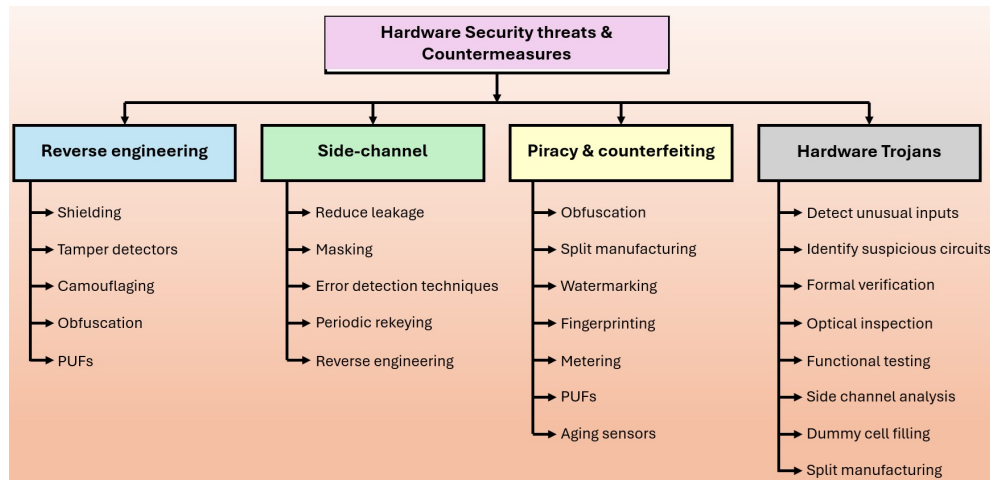 Hardware Security threats &
Countermeasures
Reverse engineering
Shielding
Tamper detectors
Camouflaging
Obfuscation
PUFs
Side-channel
Reduce leakage
Masking
Error detection techniques
Periodic rekeying
Reverse engineering
Piracy & counterfeiting
Obfuscation
Split manufacturing
Watermarking
Fingerprinting
Metering
PUFs
Aging sensors
Hardware Trojans
Detect unusual inputs
Identify suspicious circuits
Formal verification
Optical inspection
Functional testing
Side channel analysis
Dummy cell filling
Split manufacturing